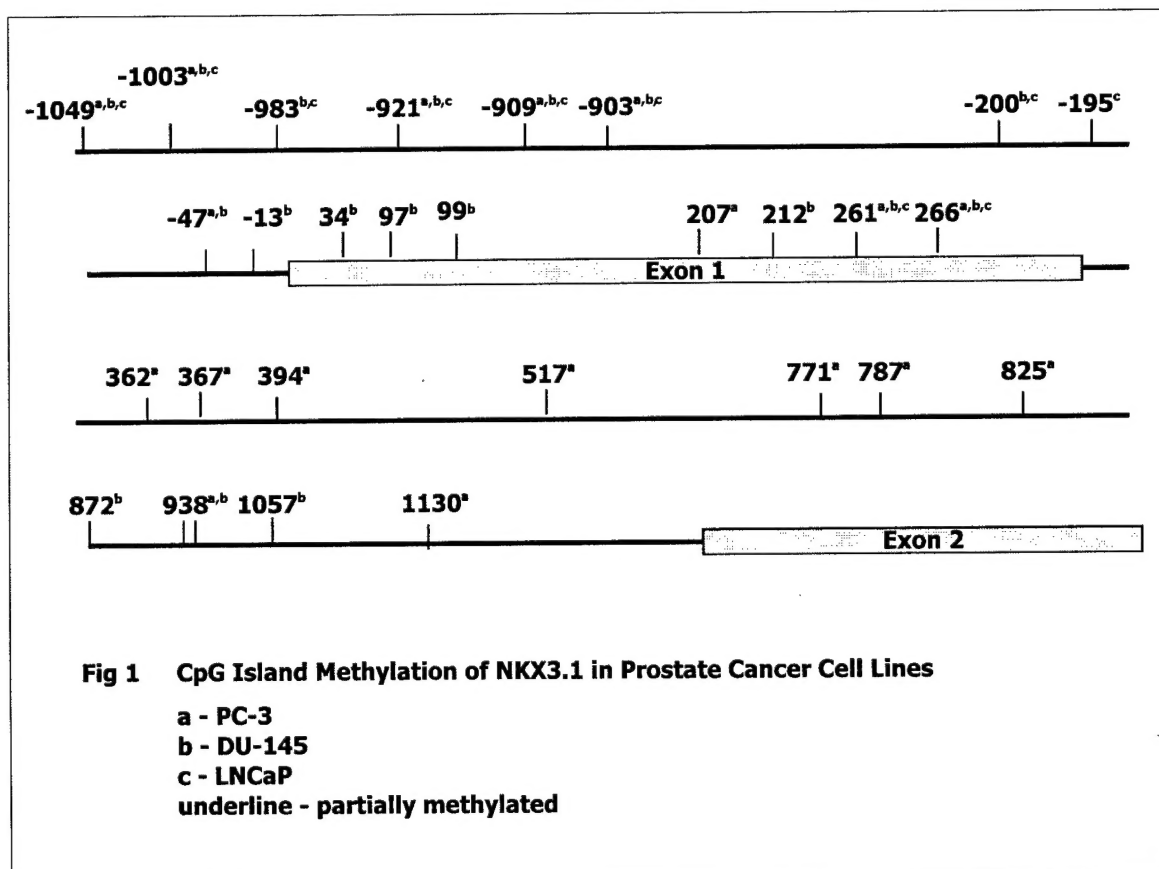 -1003a,b,c
-1049a,b,c -983b,c -921a,b,c -909a,b,c -903a,b,c -200b,c -195c
-47a,b -13b 34b 97b 99b 207a 212b 261a,b,c 266a,b,c
Exon 1
362a 367a 394a 517a 771a 787a 825a
872b 938a,b 1057b 1130a
Exon 2
Fig 1 CpG Island Methylation of NKX3.1 in Prostate Cancer Cell Lines
a - PC-3
b - DU-145
c - LNCaP
underline - partially methylated